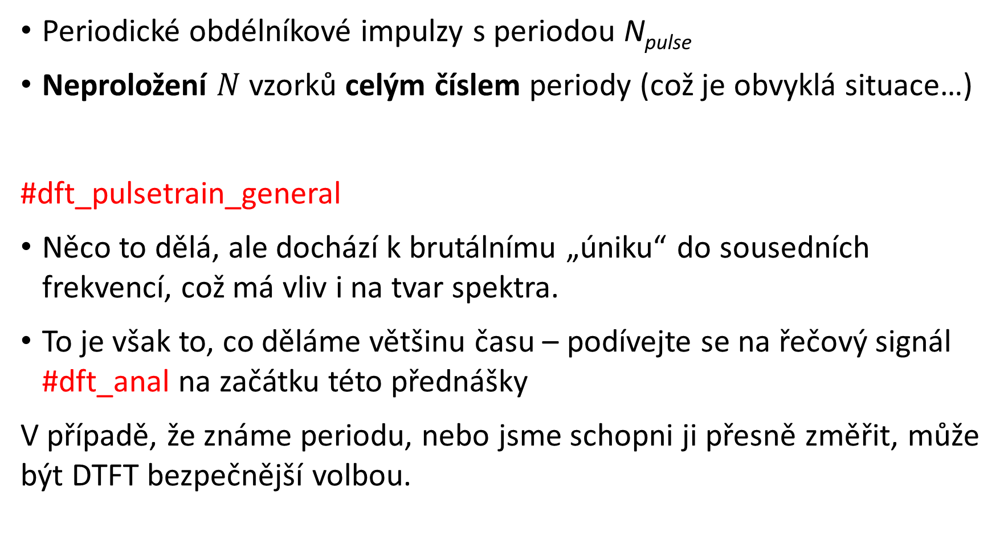 • Periodické obdélníkové impulzy s periodou N_pulse
• Neproložení N vzorků celým číslem periody (což je obvyklá situace…)
#dft_pulsetrain_general
• Něco to dělá, ale dochází k brutálnímu „úniku“ do sousedních
frekvencí, což má vliv i na tvar spektra.
• To je však to, co děláme většinu času – podívejte se na řečový signál
#dft_anal na začátku této přednášky
V případě, že známe periodu, nebo jsme schopni ji přesně změřit, může
být DTFT bezpečnější volbou.